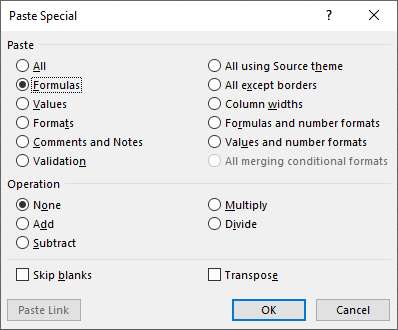 Paste Special
?
Paste
All
Formulas
Values
Formats
Comments and Notes
Validation
All using Source theme
All except borders
Column widths
Formulas and number formats
Values and number formats
All merging conditional formats
Operation
None
Add
Subtract
Multiply
Divide
Skip blanks
Transpose
Paste Link
OK
Cancel